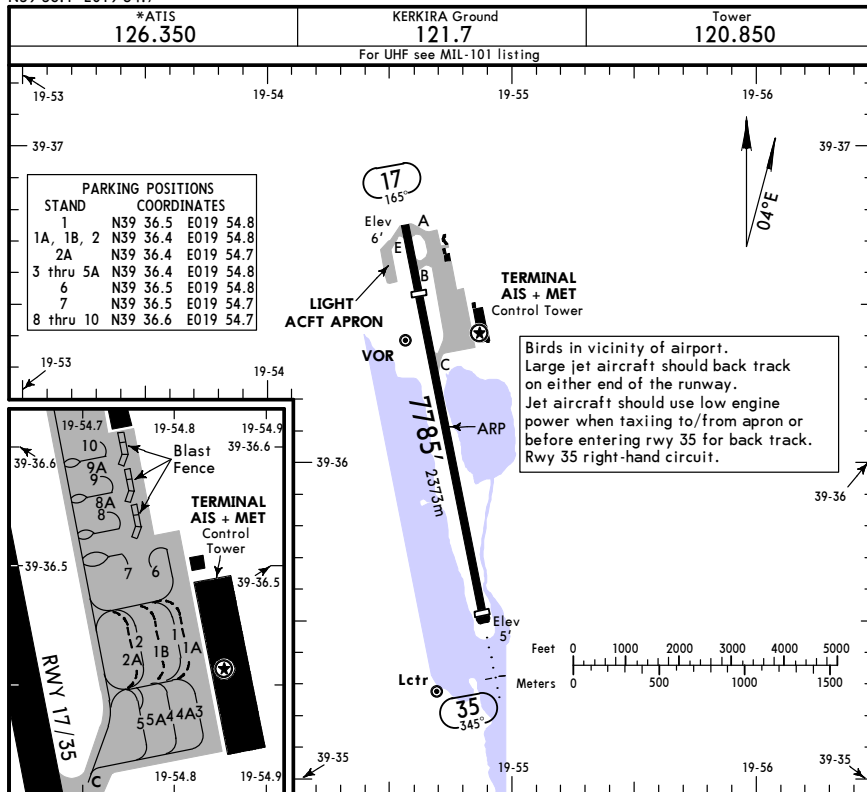 *ATIS
126.350
KERKIRA Ground
121.7
Tower
120.850
For UHF see MIL-101 listing
19-53
19-54
19-55
19-56
39-37
39-37
04°E
PARKING POSITIONS
STAND COORDINATES
1 N39 36.5 E019 54.8
1A, 1B, 2 N39 36.4 E019 54.8
2A N39 36.4 E019 54.7
3 thru 5A N39 36.4 E019 54.8
6 N39 36.5 E019 54.8
7 N39 36.5 E019 54.7
8 thru 10 N39 36.6 E019 54.7
17
165°
Elev
6'
A
E
B
C
LIGHT
ACFT APRON
TERMINAL
AIS + MET
Control Tower
VOR
7785'
2373m
ARP
Birds in vicinity of airport.
Large jet aircraft should back track
on either end of the runway.
Jet aircraft should use low engine
power when taxiing to/from apron or
before entering rwy 35 for back track.
Rwy 35 right-hand circuit.
19-53
19-54
39-36
39-36
Elev
5'
Lctr
35
345°
Feet 0 1000 2000 3000 4000 5000
Meters 0 500 1000 1500
39-35
19-55
19-56
39-35
19-54.7
19-54.8
19-54.9
39-36.6
39-36.6
10
9A
9
8A
8
Blast
Fence
TERMINAL
AIS + MET
Control
Tower
39-36.5
39-36.5
7
6
2
2A
1
1B
1A
5
5A
4
4A
3
RWY 17/35
C
19-54.8
19-54.9